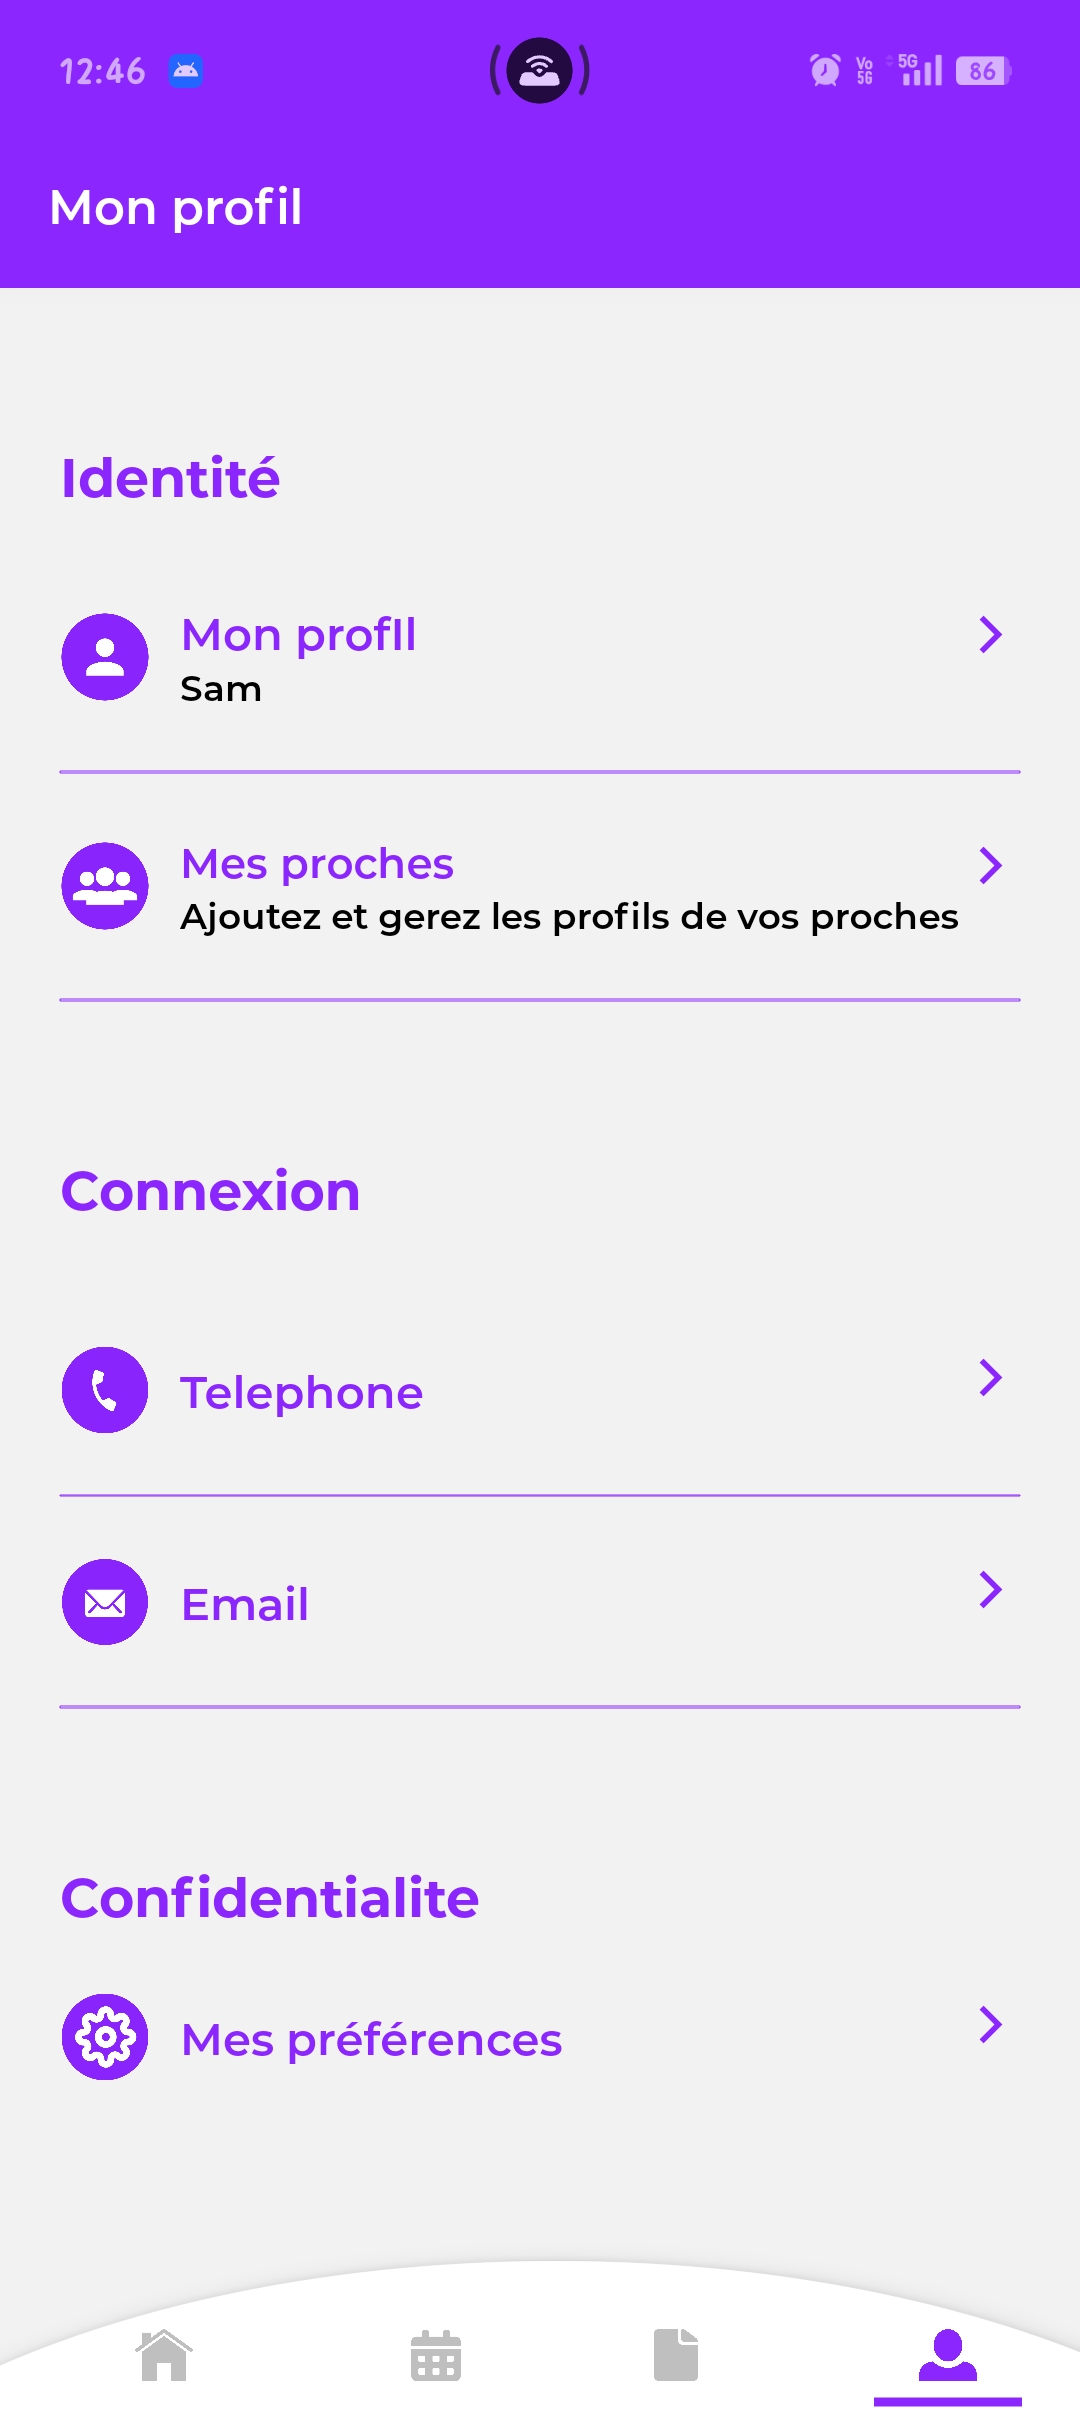 12:46
Vo
5G
5G
86
Mon profil
Identité
Mon profIl
Sam
Mes proches
Ajoutez et gerez les profils de vos proches
Connexion
Telephone
Email
Confidentialite
Mes préférences